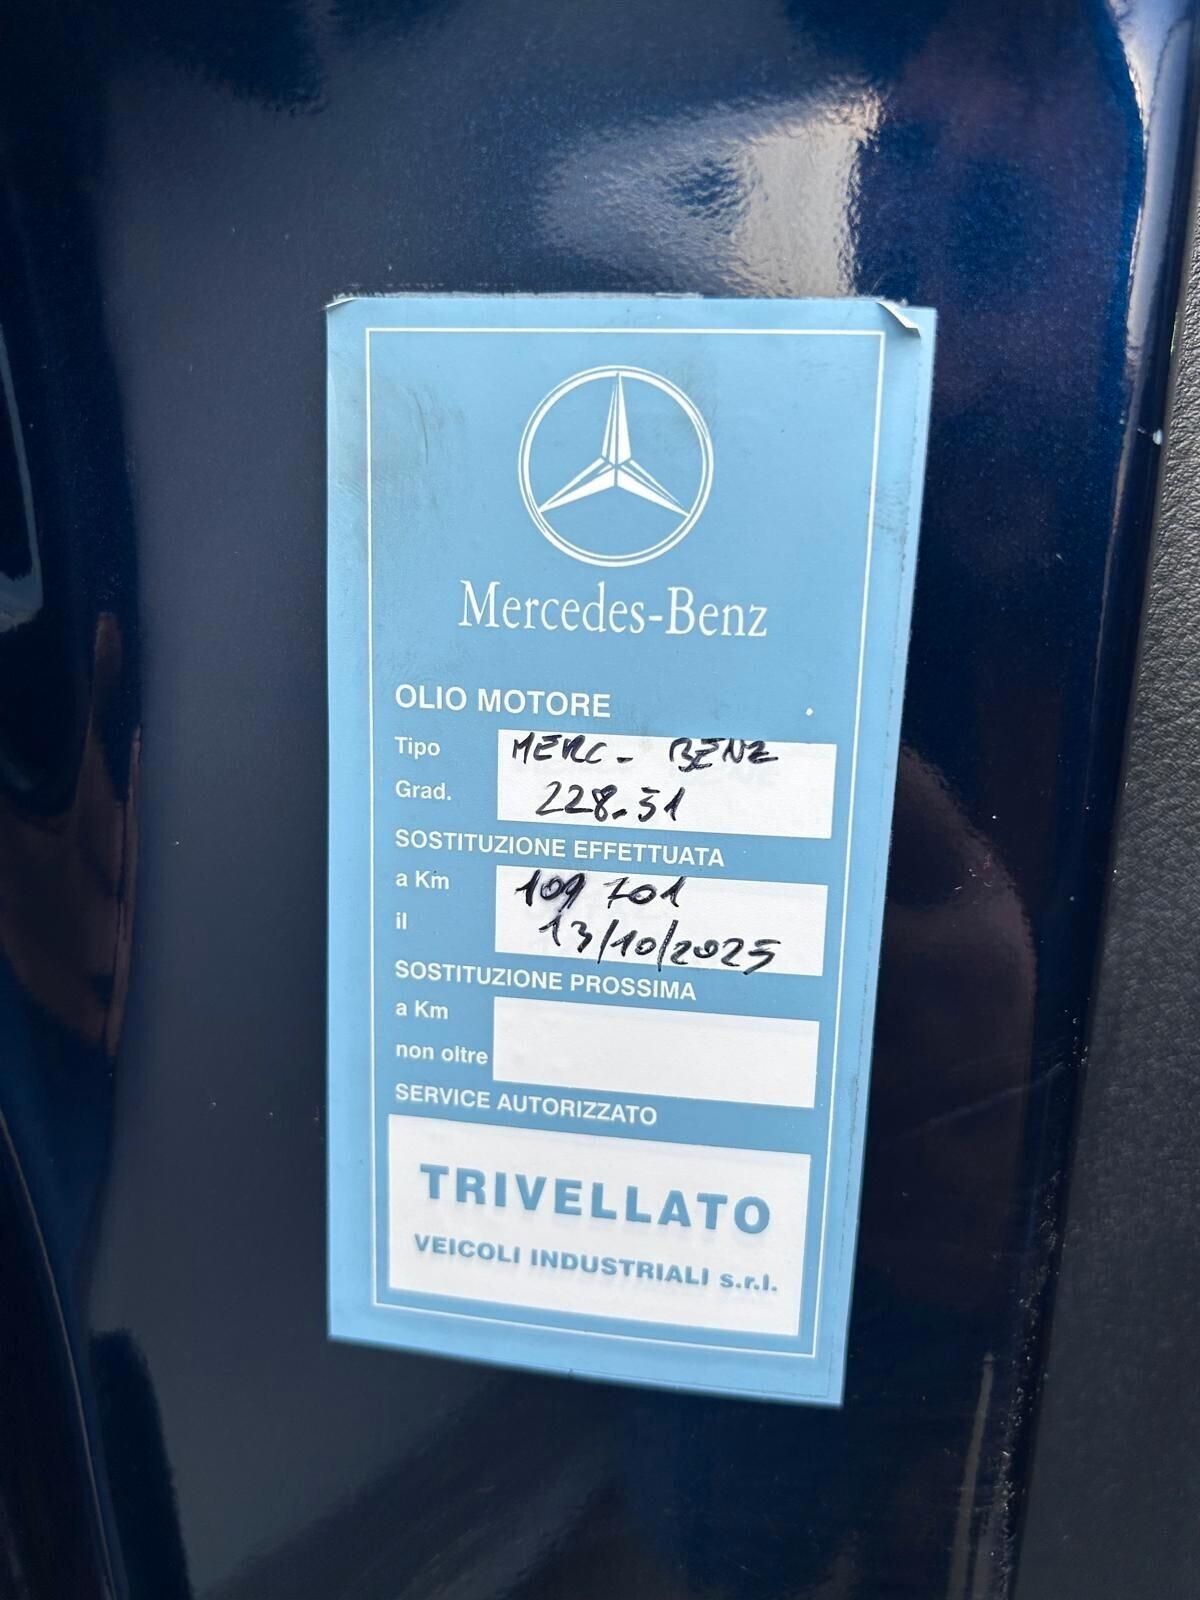 Mercedes-Benz
OLIO MOTORE
Tipo MERC - BENZ
Grad. 228.51
SOSTITUZIONE EFFETTUATA
a Km 109 701
il 13/10/2025
SOSTITUZIONE PROSSIMA
a Km
non oltre
SERVICE AUTORIZZATO
TRIVELLATO
VEICOLI INDUSTRIALI s.r.l.